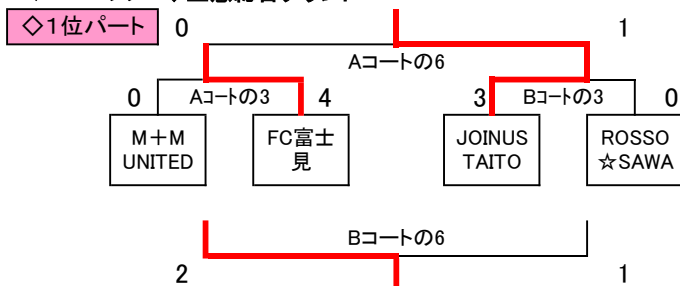 ◇1位パート 0 1
Aコートの6
0 Aコートの3 4 3 Bコートの3 0
M+M
UNITED
FC富士
見
JOINUS
TAITO
ROSSO
☆SAWA
Bコートの6
2 1